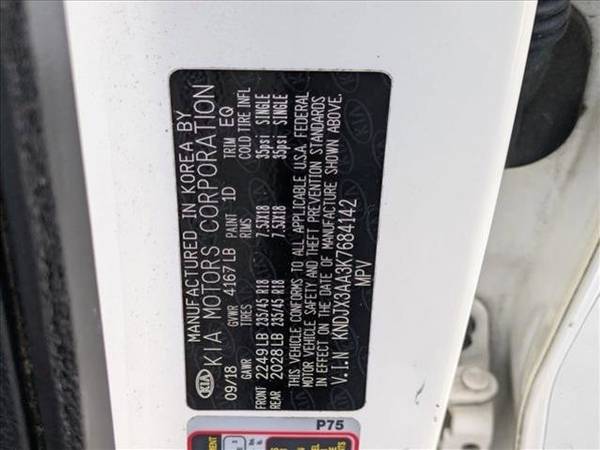 KIA MANUFACTURED IN KOREA BY
KIA MOTORS CORPORATION
09/18 GVWR 4167LB PAINT 1D TRIM EQ
GAWR TIRES RIMS COLD TIRE INFL
FRONT 2249LB 235/45 R18 7.5JX18 35psi SINGLE
REAR 2028LB 235/45 R18 7.5JX18 35psi SINGLE
THIS VEHICLE CONFORMS TO ALL APPLICABLE U.S.A. FEDERAL
MOTOR VEHICLE SAFETY AND THEFT PREVENTION STANDARDS
IN EFFECT ON THE DATE OF MANUFACTURE SHOWN ABOVE.
V.I.N KNDJX3AA3K7684142
MPV
P75